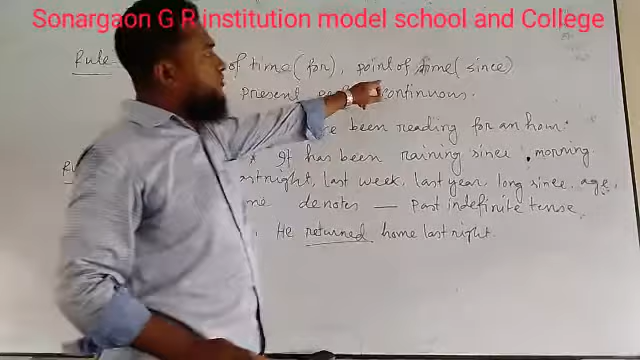 Sonargaon G R institution model school and College
Rule of time (for), point of time (since)
present continuous.
been reading for an hour.
* It has been raining since morning
last week, last year, long since, age,
denotes — past indefinite tense
He returned home last night.